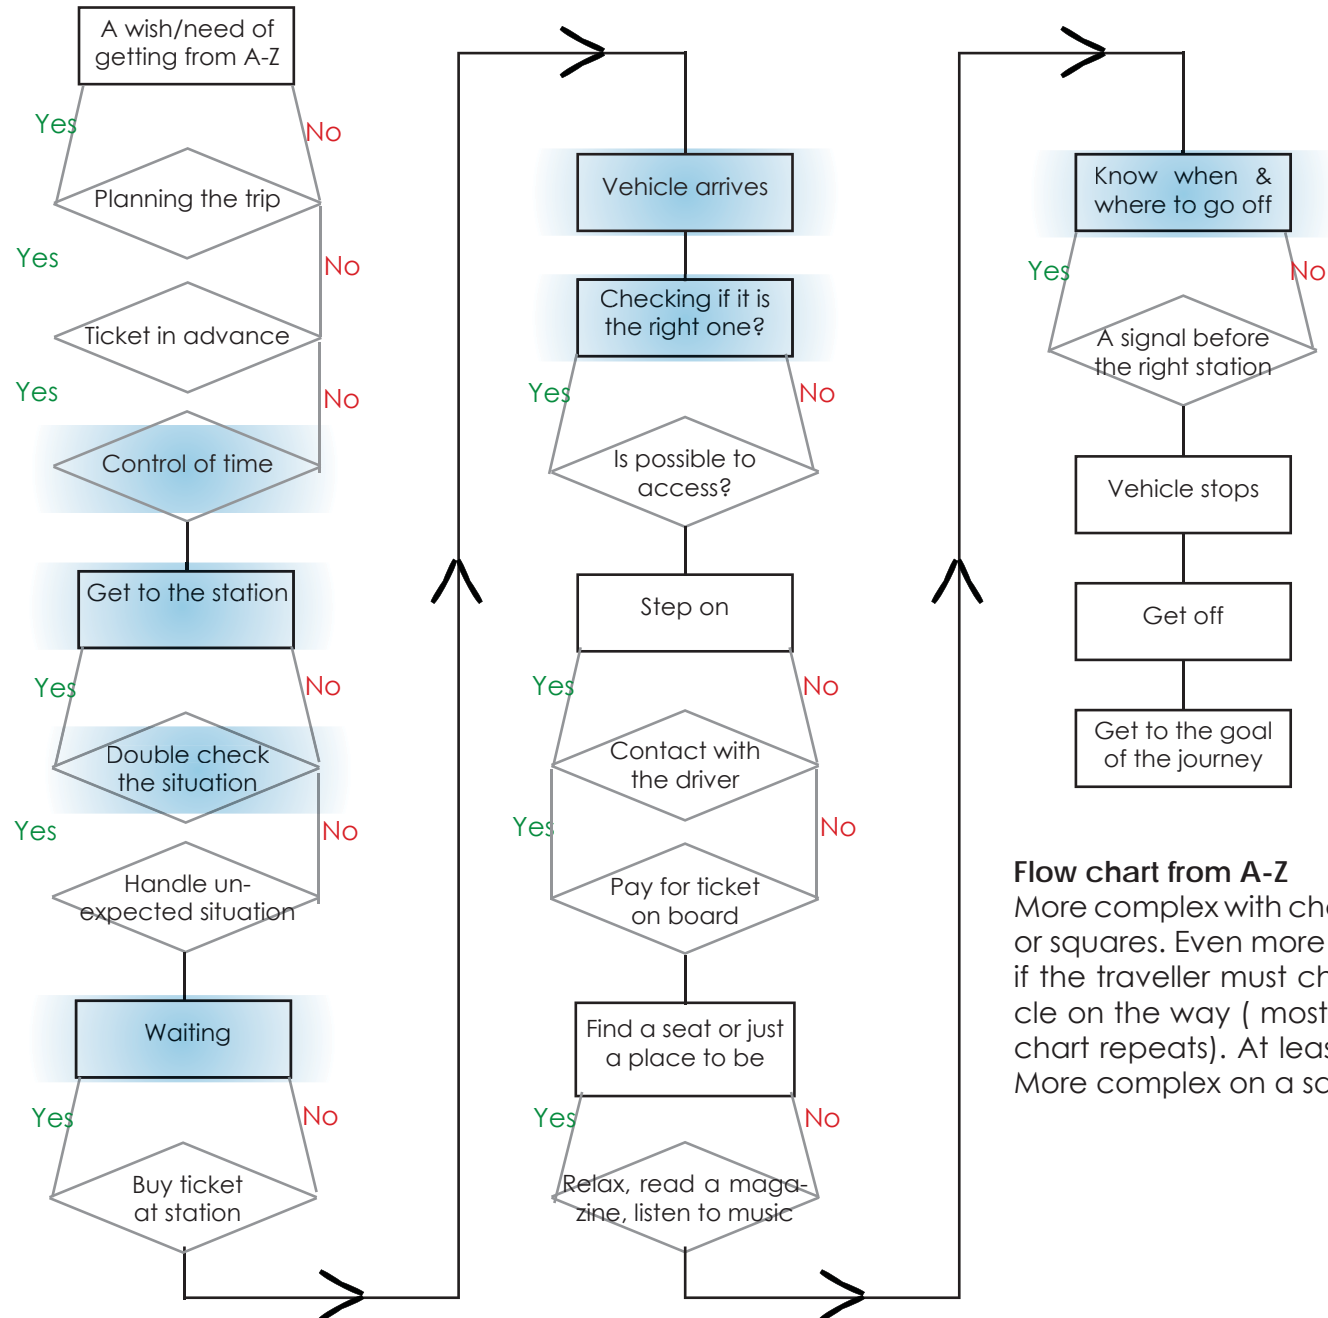 A wish/need of
getting from A-Z
Yes
No
Planning the trip
Yes
No
Ticket in advance
Yes
No
Control of time
Get to the station
Yes
No
Double check
the situation
Yes
No
Handle un-
expected situation
Waiting
Yes
No
Buy ticket
at station
Vehicle arrives
Checking if it is
the right one?
Yes
No
Is possible to
access?
Step on
Yes
No
Contact with
the driver
Yes
No
Pay for ticket
on board
Find a seat or just
a place to be
Yes
No
Relax, read a maga-
zine, listen to music
Know when &
where to go off
Yes
No
A signal before
the right station
Vehicle stops
Get off
Get to the goal
of the journey
Flow chart from A-Z
More complex with
or squares. Even more
if the traveller must
cle on the way ( most
chart repeats). At
More complex on a